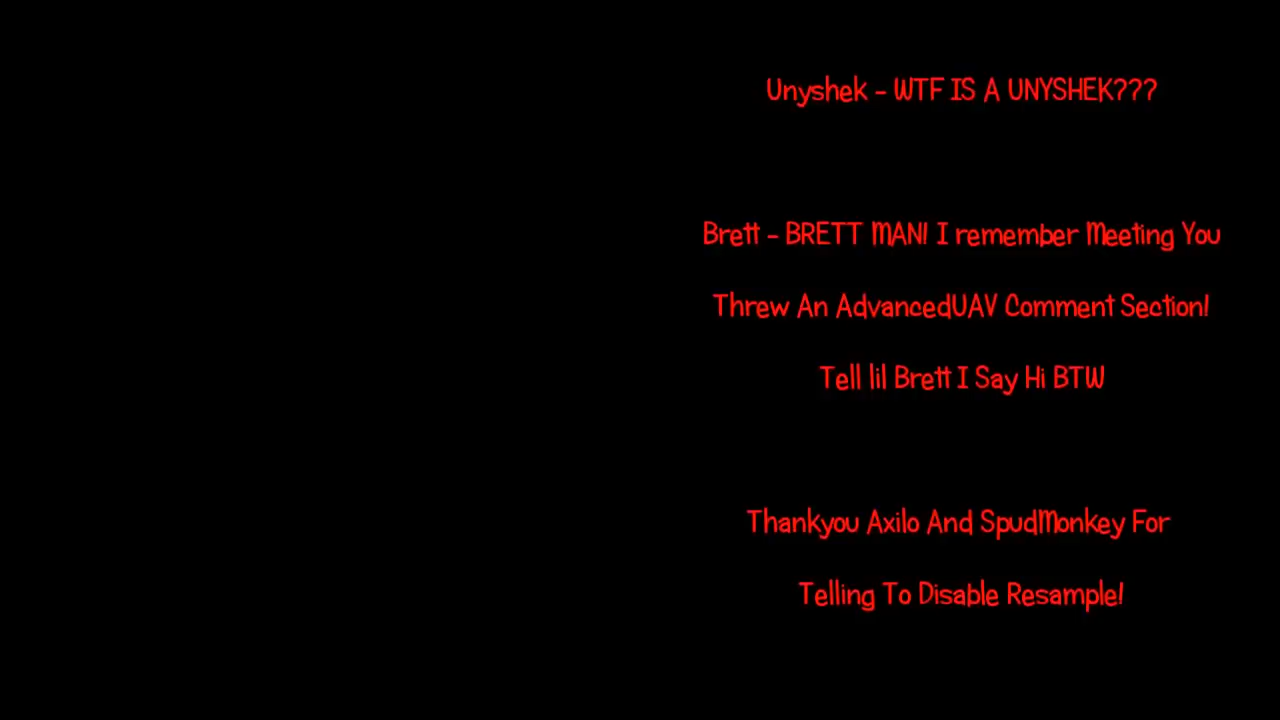 Unyshek - WTF IS A UNYSHEK???
Brett - BRETT MAN! I remember Meeting You
Threw An AdvancedUAV Comment Section!
Tell lil Brett I Say Hi BTW
Thankyou Axilo And SpudMonkey For
Telling To Disable Resample!